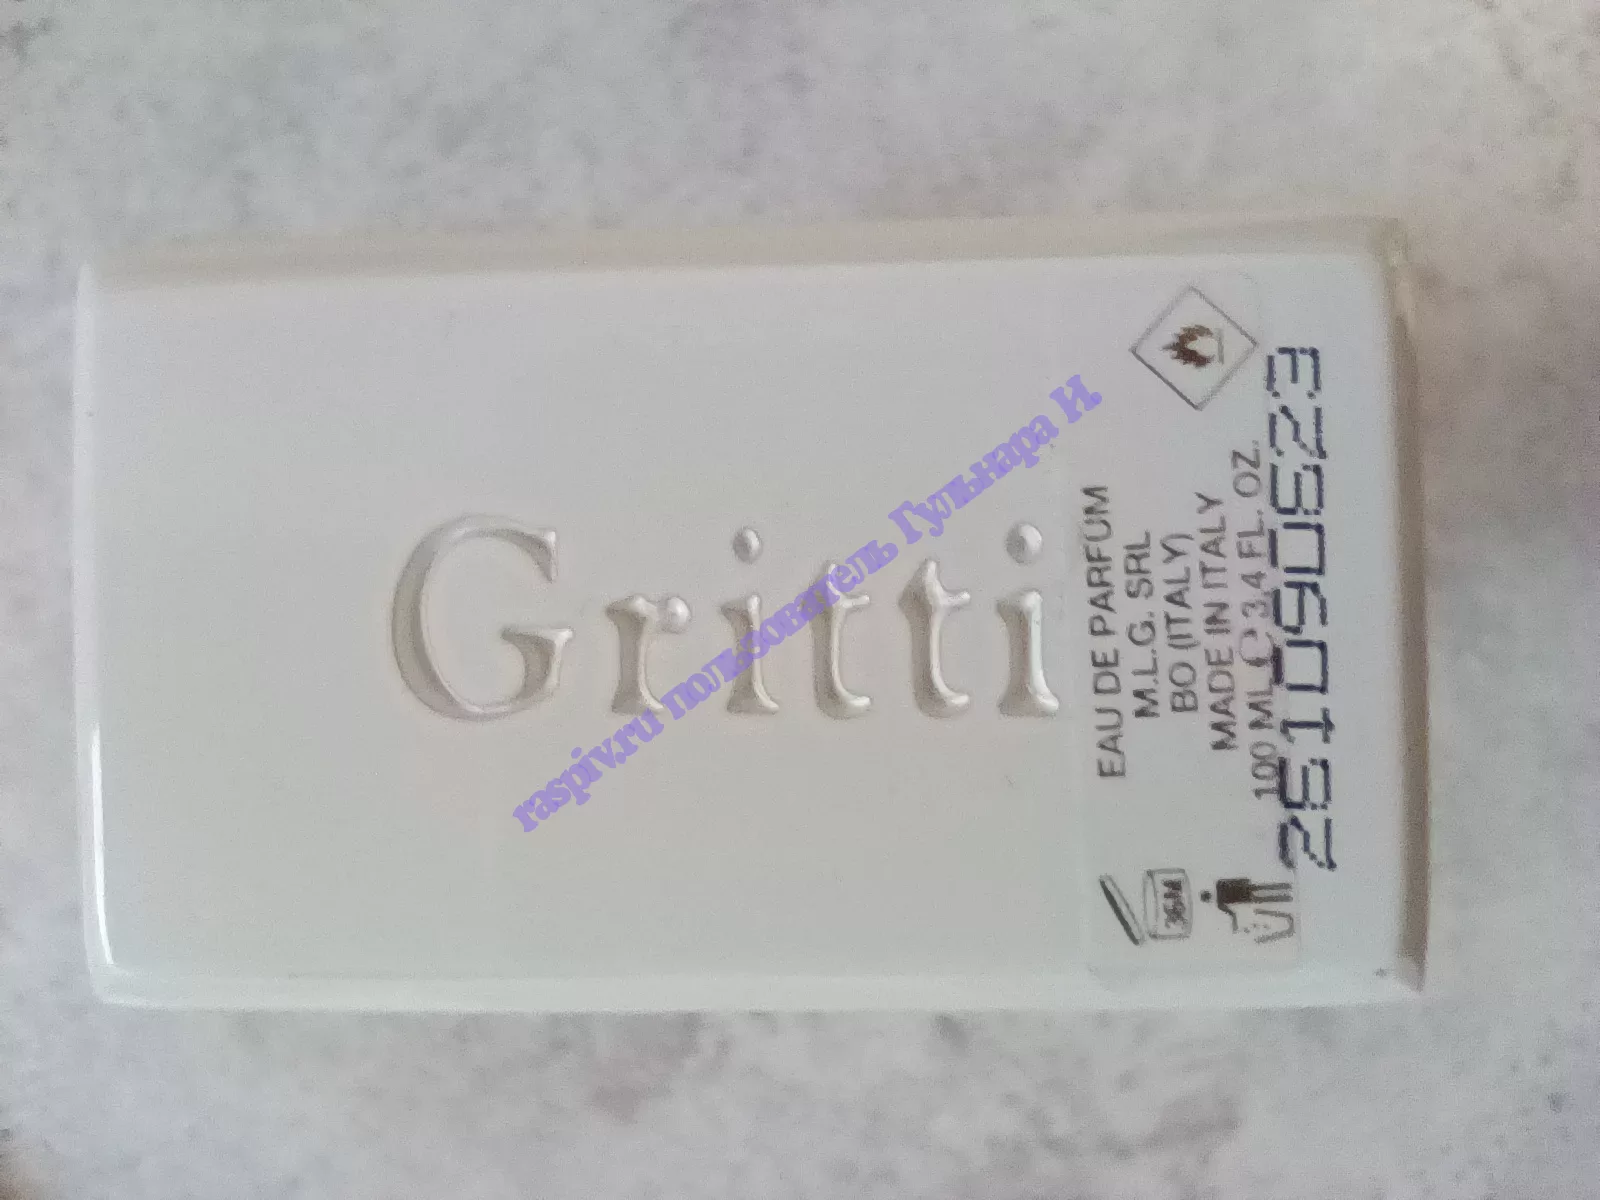 Gritti
EAU DE PARFUM
M.L.G. SRL
BO (ITALY)
MADE IN ITALY
100 ML ℮ 3,4 FL. OZ.
36M
raspiv.ru пользователь Гульнара И.